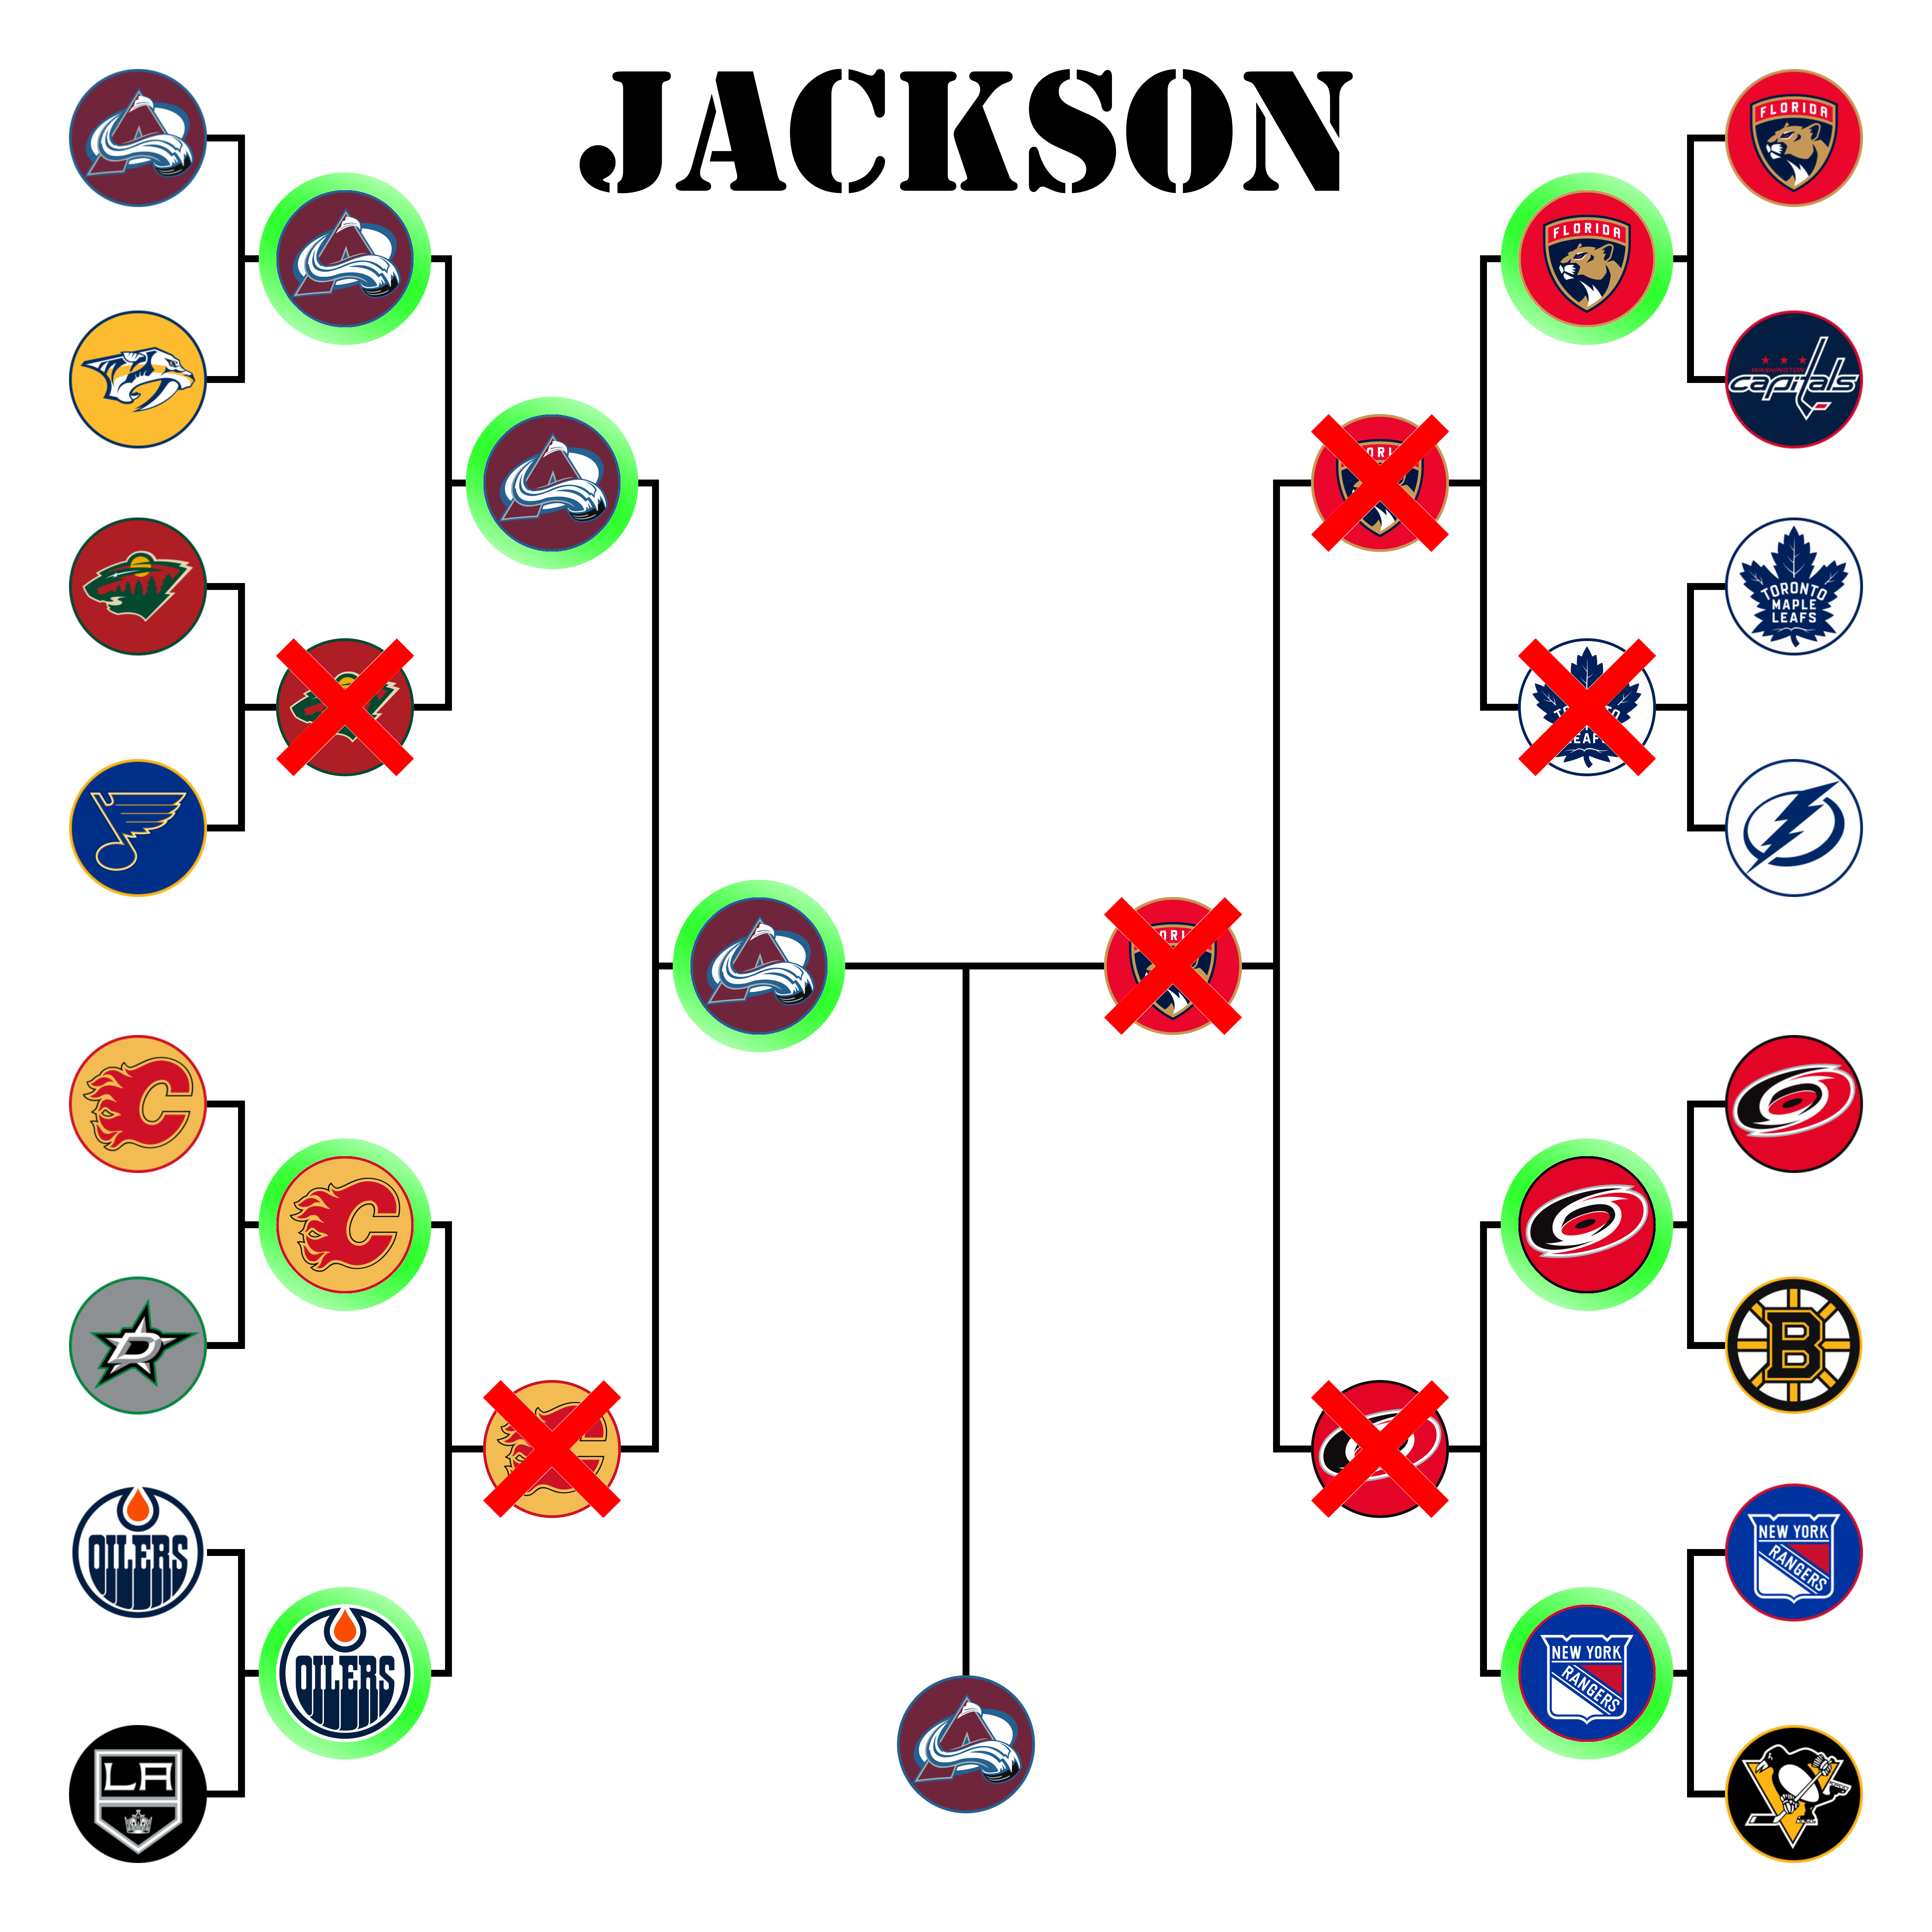 JACKSON
FLORIDA
FLORIDA
WASHINGTON
capitals
TORONTO
MAPLE
LEAFS
D
C
C
B
OILERS
NEW YORK
RANGERS
OILERS
NEW YORK
RANGERS
LA